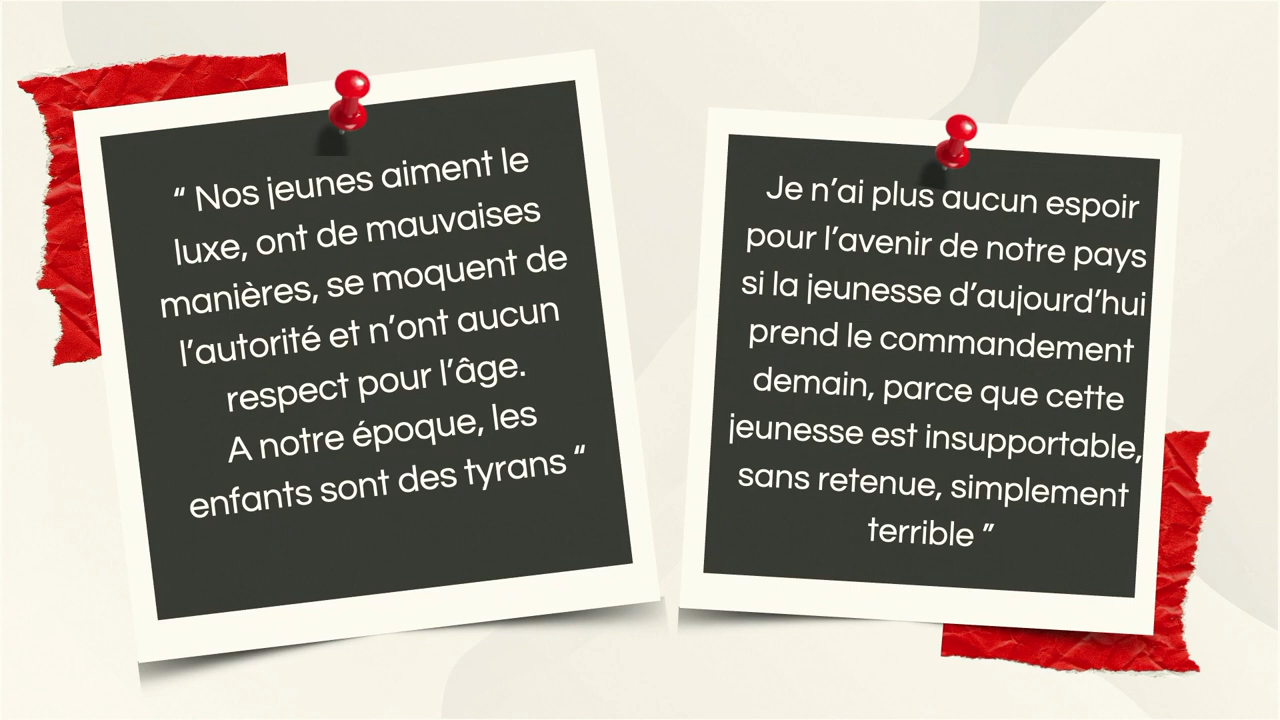 “ Nos jeunes aiment le
luxe, ont de mauvaises
manières, se moquent de
l’autorité et n’ont aucun
respect pour l’âge.
A notre époque, les
enfants sont des tyrans “
Je n’ai plus aucun espoir
pour l’avenir de notre pays
si la jeunesse d’aujourd’hui
prend le commandement
demain, parce que cette
jeunesse est insupportable,
sans retenue, simplement
terrible ”